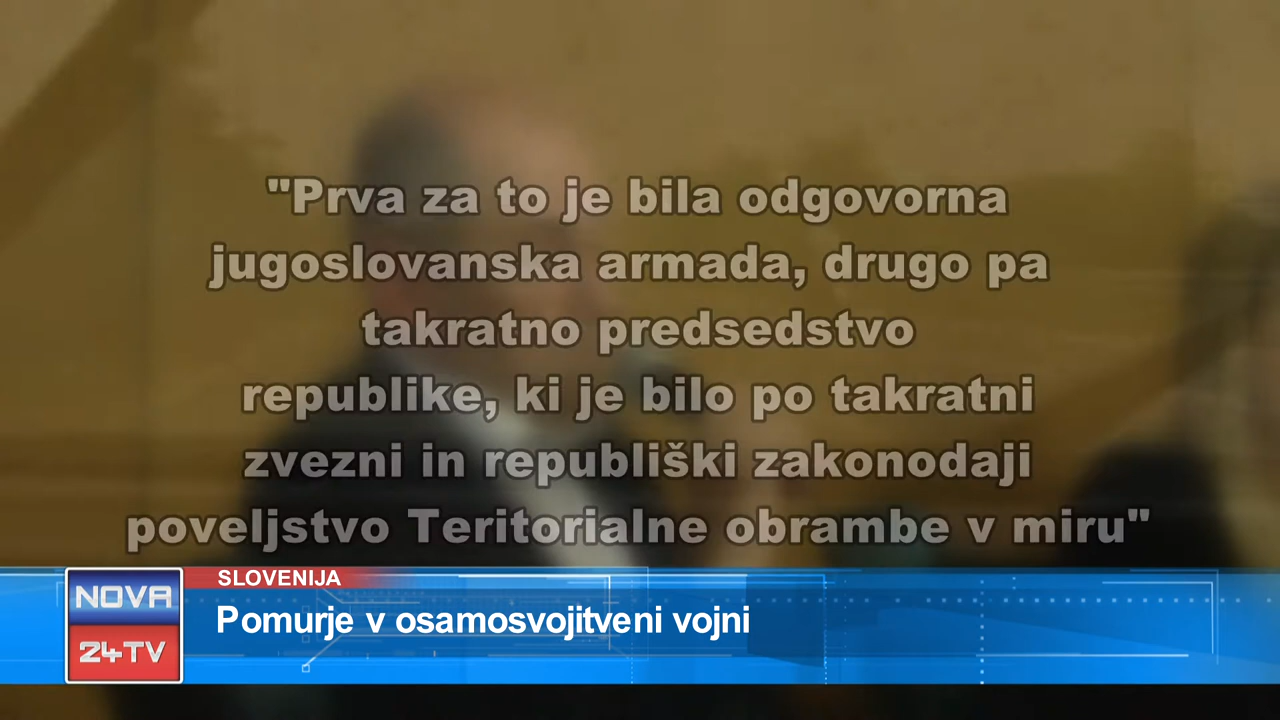 "Prva za to je bila odgovorna
jugoslovanska armada, drugo pa
takratno predsedstvo
republike, ki je bilo po takratni
zvezni in republiški zakonodaji
poveljstvo Teritorialne obrambe v miru"
SLOVENIJA
Pomurje v osamosvojitveni vojni
NOVA
24TV